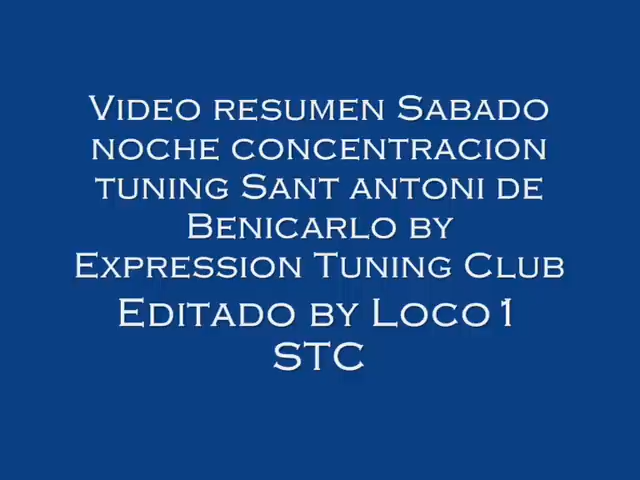 Video resumen Sabado
noche concentracion
tuning Sant antoni de
Benicarlo by
Expression Tuning Club
Editado by Loco1
STC